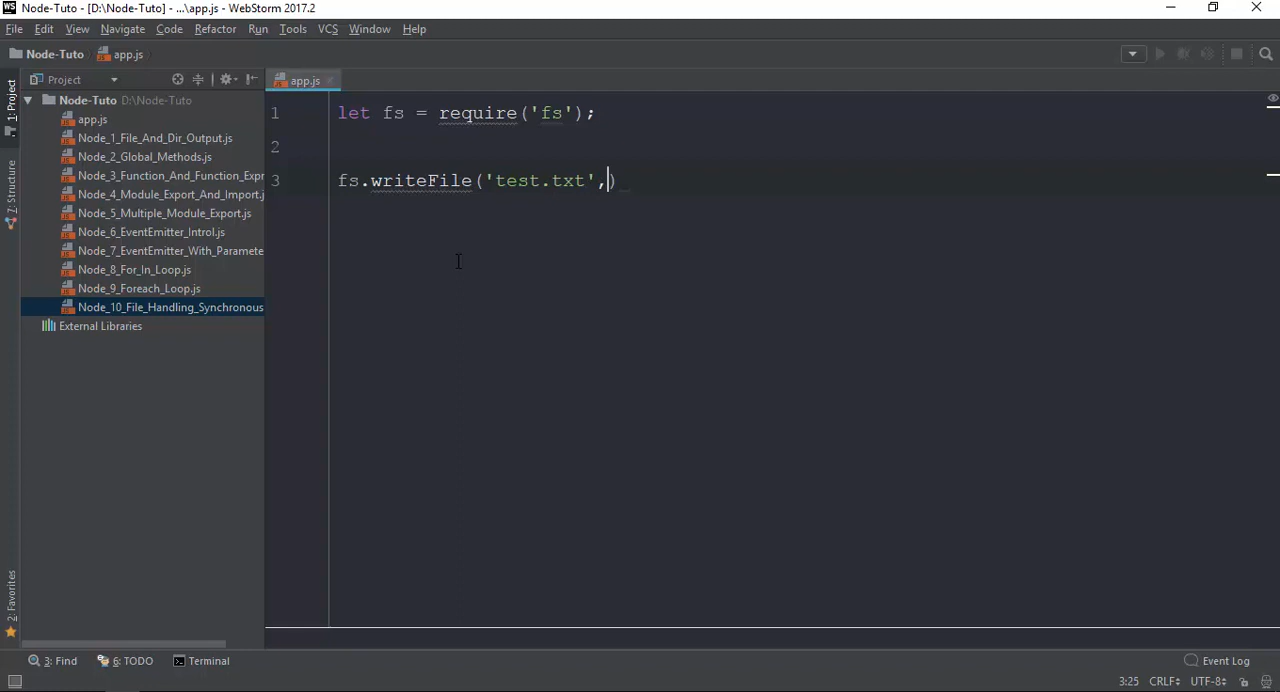 WS Node-Tuto - [D:\Node-Tuto] - ...\app.js - WebStorm 2017.2
File Edit View Navigate Code Refactor Run Tools VCS Window Help
Node-Tuto app.js
1: Project
Project
app.js
Node-Tuto D:\Node-Tuto
app.js
Node_1_File_And_Dir_Output.js
Node_2_Global_Methods.js
Node_3_Function_And_Function_Expr
Node_4_Module_Export_And_Import.j
Node_5_Multiple_Module_Export.js
Node_6_EventEmitter_Introl.js
Node_7_EventEmitter_With_Paramete
Node_8_For_In_Loop.js
Node_9_Foreach_Loop.js
Node_10_File_Handling_Synchronous
External Libraries
7: Structure
2: Favorites
1 let fs = require('fs');
2
3 fs.writeFile('test.txt',)
3: Find 6: TODO Terminal Event Log
3:25 CRLF UTF-8